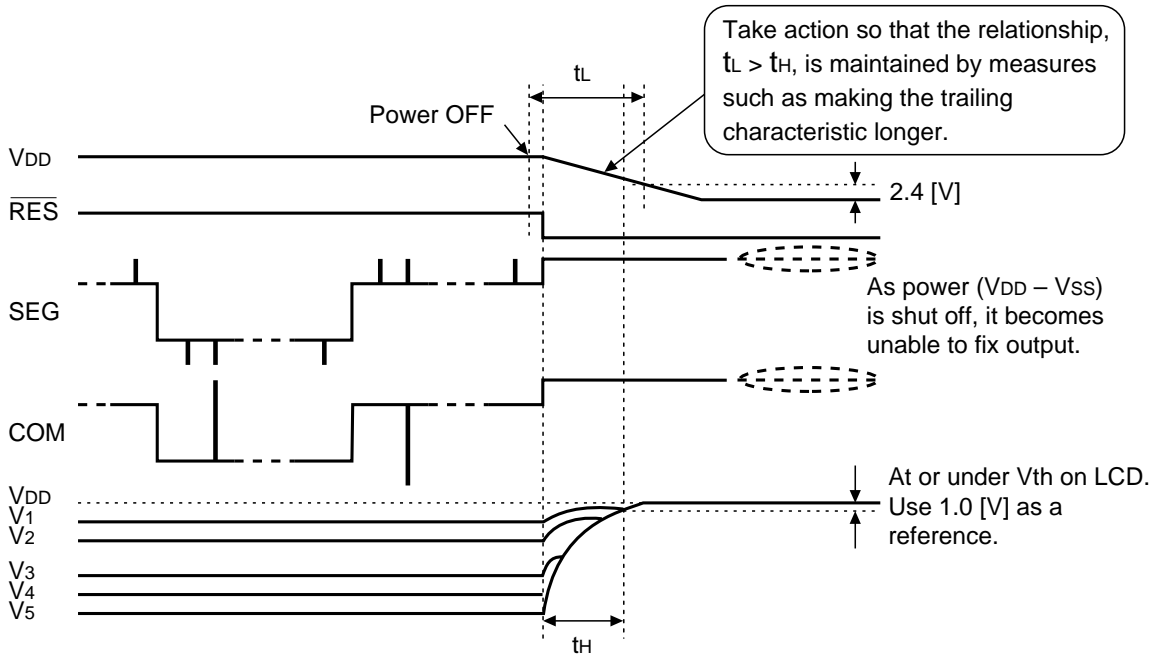 Take action so that the relationship,
tL > tH, is maintained by measures
such as making the trailing
characteristic longer.
tL
Power OFF
VDD
2.4 [V]
RES
SEG
As power (VDD – VSS)
is shut off, it becomes
unable to fix output.
COM
At or under Vth on LCD.
Use 1.0 [V] as a
reference.
VDD
V1
V2
V3
V4
V5
tH